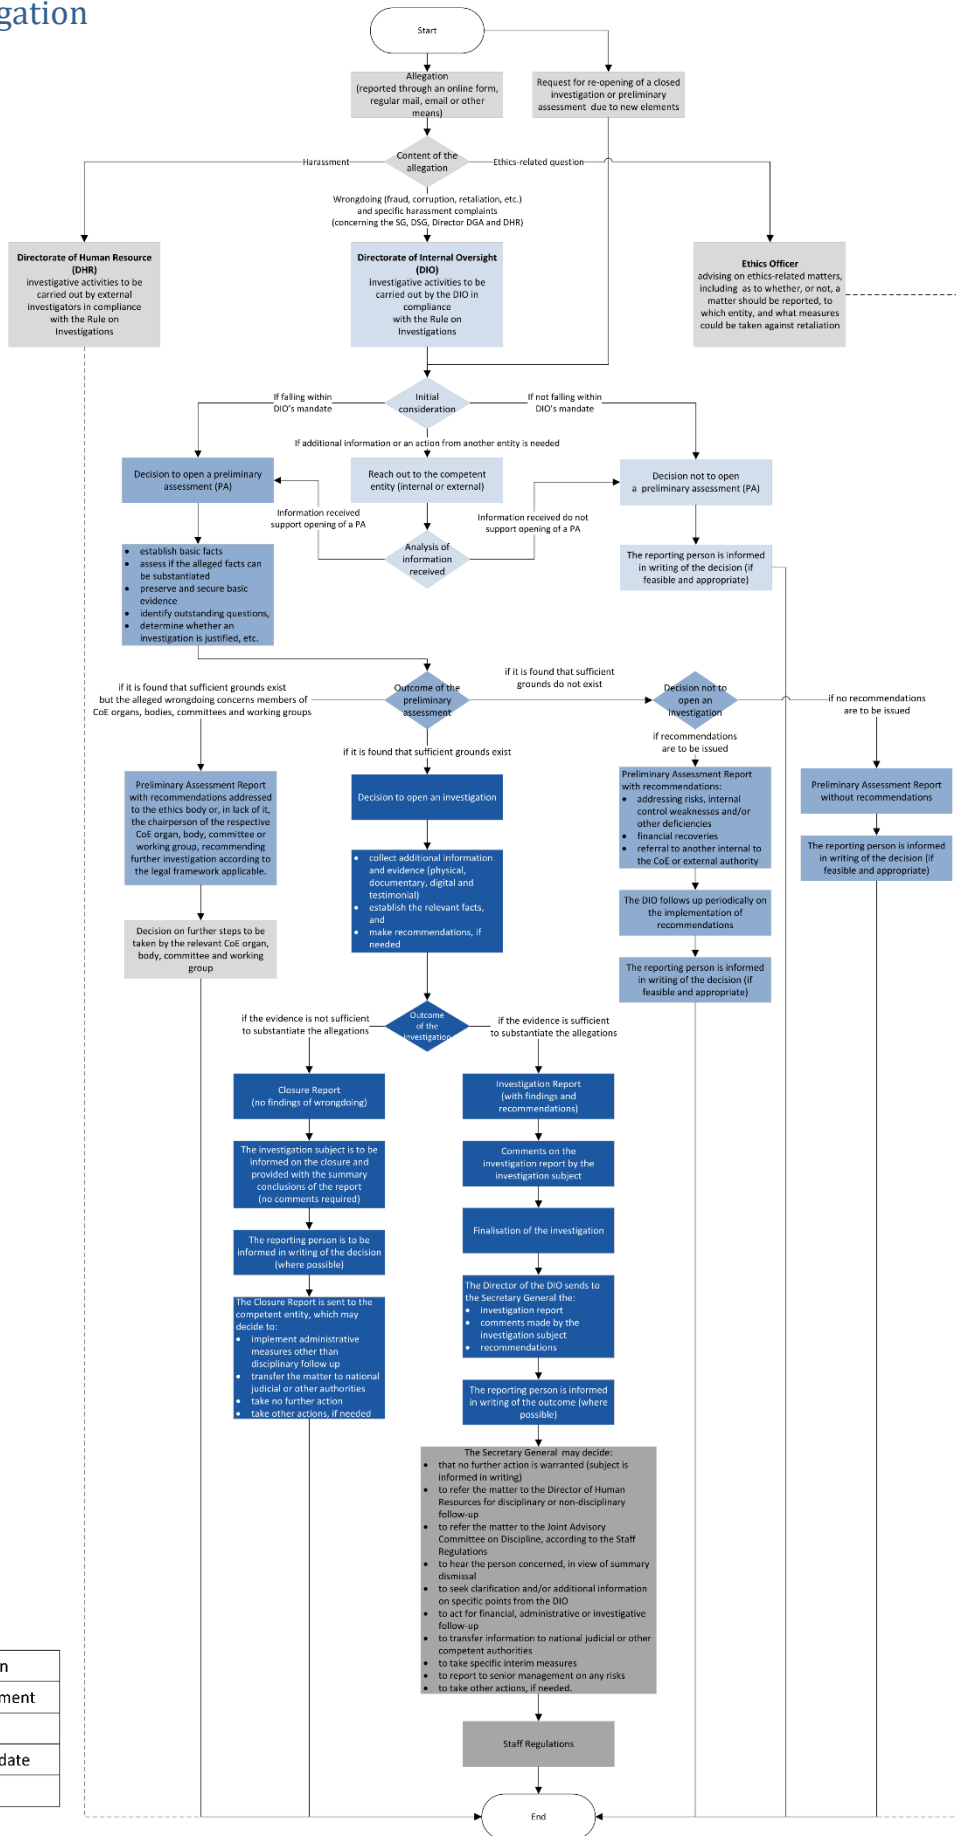 gation
Start
Allegation
(reported through an online form,
regular mail, email or other
means)
Request for re-opening of a closed
investigation or preliminary
assessment due to new elements
Content of the
allegation
Harassment
Ethics-related question
Wrongdoing (fraud, corruption, retaliation, etc.)
and specific harassment complaints
(concerning the SG, DSG, Director DGA and DHR)
Directorate of Human Resource
(DHR)
investigative activities to be
carried out by external
investigators in compliance
with the Rule on
Investigations
Directorate of Internal Oversight
(DIO)
investigative activities to be
carried out by the DIO in
compliance
with the Rule on
Investigations
Ethics Officer
advising on ethics-related matters,
including as to whether, or not, a
matter should be reported, to
which entity, and what measures
could be taken against retaliation
If falling within
DIO's mandate
Initial
consideration
If not falling within
DIO's mandate
If additional information or an action from another entity is needed
Decision to open a preliminary
assessment (PA)
Reach out to the competent
entity (internal or external)
Decision not to open
a preliminary assessment (PA)
Information received
support opening of a PA
Information received do not
support opening of a PA
Analysis of
information
received
• establish basic facts
• assess if the alleged facts can
be substantiated
• preserve and secure basic
evidence
• identify outstanding questions,
• determine whether an
investigation is justified, etc.
The reporting person is informed
in writing of the decision (if
feasible and appropriate)
if it is found that sufficient grounds exist
but the alleged wrongdoing concerns members of
CoE organs, bodies, committees and working groups
Outcome of the
preliminary
assessment
if it is found that sufficient
grounds do not exist
Decision not to
open an
investigation
if no recommendations
are to be issued
if it is found that sufficient grounds exist
if recommendations
are to be issued
Preliminary Assessment Report
with recommendations addressed
to the ethics body or, in lack of it,
the chairperson of the respective
CoE organ, body, committee or
working group, recommending
further investigation according to
the legal framework applicable.
Decision to open an investigation
Preliminary Assessment Report
with recommendations:
• addressing risks, internal
control weaknesses and/or
other deficiencies
• financial recoveries
• referral to another internal to
the CoE or external authority
Preliminary Assessment Report
without recommendations
The reporting person is informed
in writing of the decision (if
feasible and appropriate)
• collect additional information
and evidence (physical,
documentary, digital and
testimonial)
• establish the relevant facts,
and
• make recommendations, if
needed
The DIO follows up periodically on
the implementation of
recommendations
Decision on further steps to be
taken by the relevant CoE organ,
body, committee and working
group
The reporting person is informed
in writing of the decision (if
feasible and appropriate)
if the evidence is not sufficient
to substantiate the allegations
Outcome
of the
investigation
if the evidence is sufficient
to substantiate the allegations
Closure Report
(no findings of wrongdoing)
Investigation Report
(with findings and
recommendations)
The investigation subject is to be
informed on the closure and
provided with the summary
conclusions of the report
(no comments required)
Comments on the
investigation report by the
investigation subject
The reporting person is to be
informed in writing of the decision
(where possible)
Finalisation of the investigation
The Closure Report is sent to the
competent entity, which may
decide to:
• implement administrative
measures other than
disciplinary follow up
• transfer the matter to national
judicial or other authorities
• take no further action
• take other actions, if needed
The Director of the DIO sends to
the Secretary General the:
• investigation report
• comments made by the
investigation subject
• recommendations
The reporting person is informed
in writing of the outcome (where
possible)
The Secretary General may decide:
• that no further action is warranted (subject is
informed in writing)
• to refer the matter to the Director of Human
Resources for disciplinary or non-disciplinary
follow-up
• to refer the matter to the Joint Advisory
Committee on Discipline, according to the Staff
Regulations
• to hear the person concerned, in view of summary
dismissal
• to seek clarification and/or additional information
on specific points from the DIO
• to act for financial, administrative or investigative
follow-up
• to transfer information to national judicial or other
competent authorities
• to take specific interim measures
• to report to senior management on any risks
• to take other actions, if needed.
Staff Regulations
End
n
ment
date